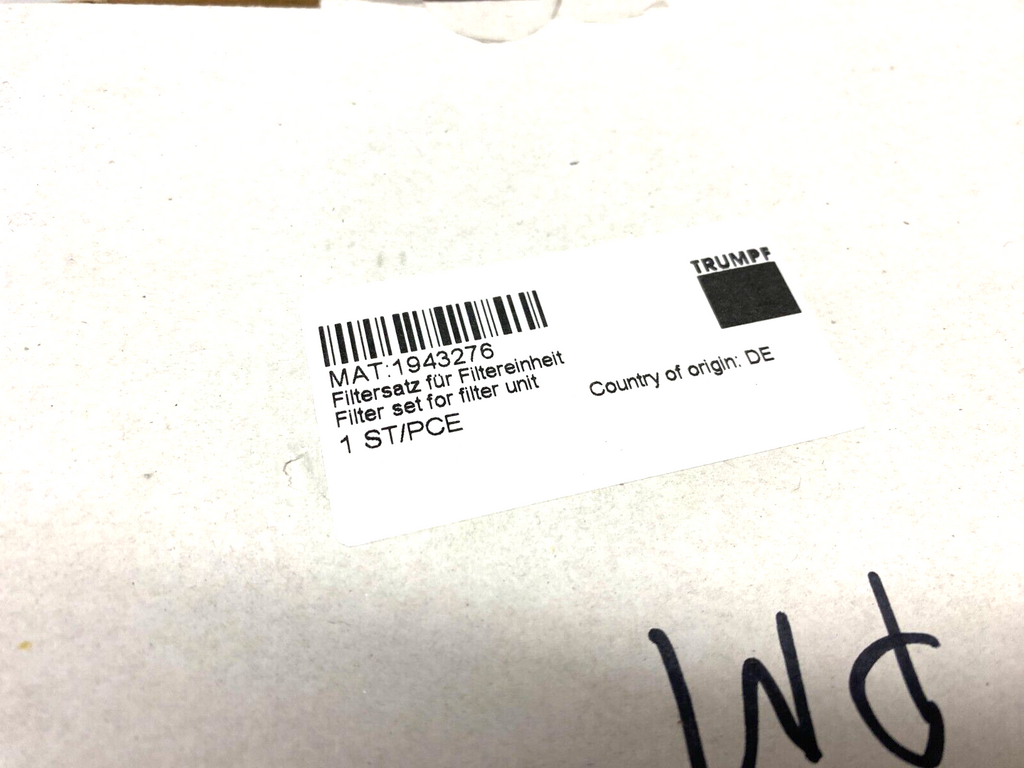 TRUMPF
MAT:1943276
Filtersatz für Filtereinheit
Filter set for filter unit
1 ST/PCE
Country of origin: DE